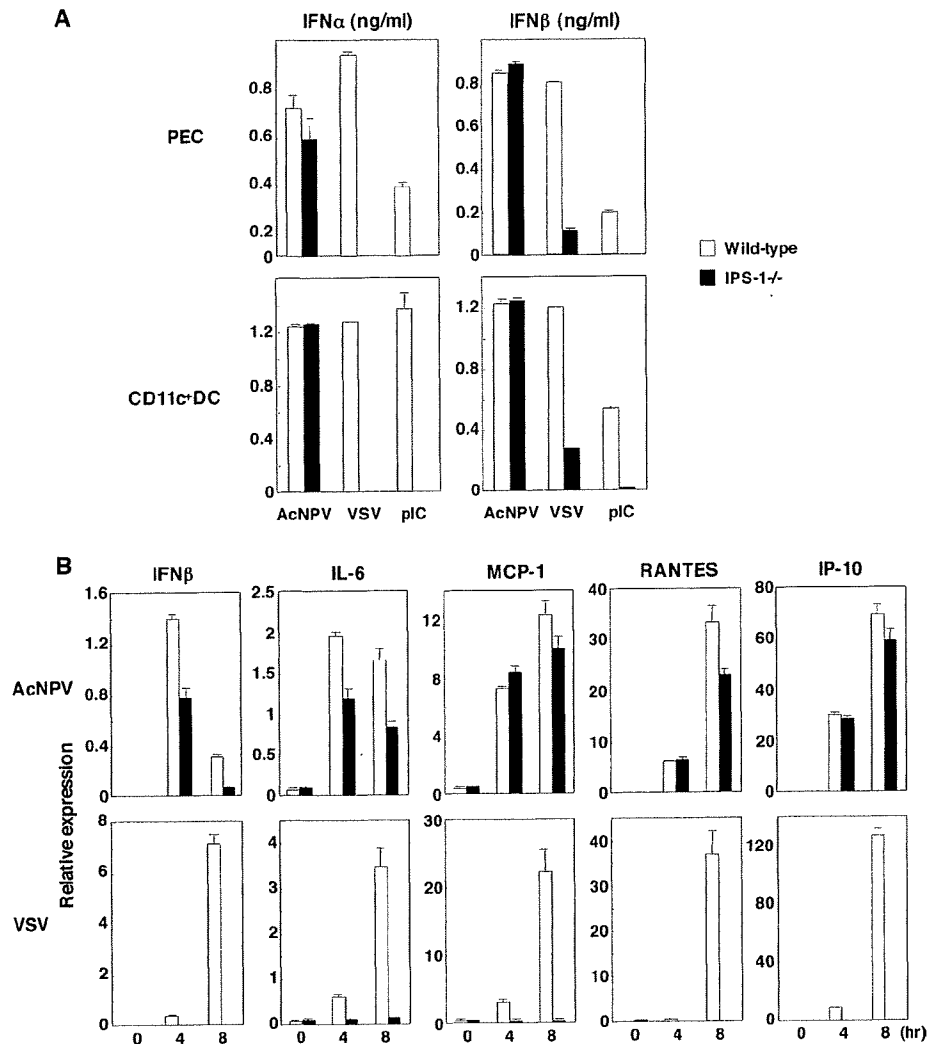 A
IFNα (ng/ml)
IFNβ (ng/ml)
PEC
0.8
0.6
0.4
0.2
0
0.8
0.6
0.4
0.2
0
Wild-type
IPS-1-/-
CD11c+DC
1.2
0.8
0.4
0
1.2
0.8
0.4
0
AcNPV VSV pIC
AcNPV VSV pIC
B
IFNβ
IL-6
MCP-1
RANTES
IP-10
Relative expression
AcNPV
1.6
1.2
0.8
0.4
0
2.5
2
1.5
1
0.5
0
12
8
4
0
40
30
20
10
0
80
60
40
20
0
VSV
8
6
4
2
0
4
3
2
1
0
30
20
10
0
40
30
20
10
0
120
80
40
0
0 4 8
0 4 8
0 4 8
0 4 8
0 4 8 (hr)